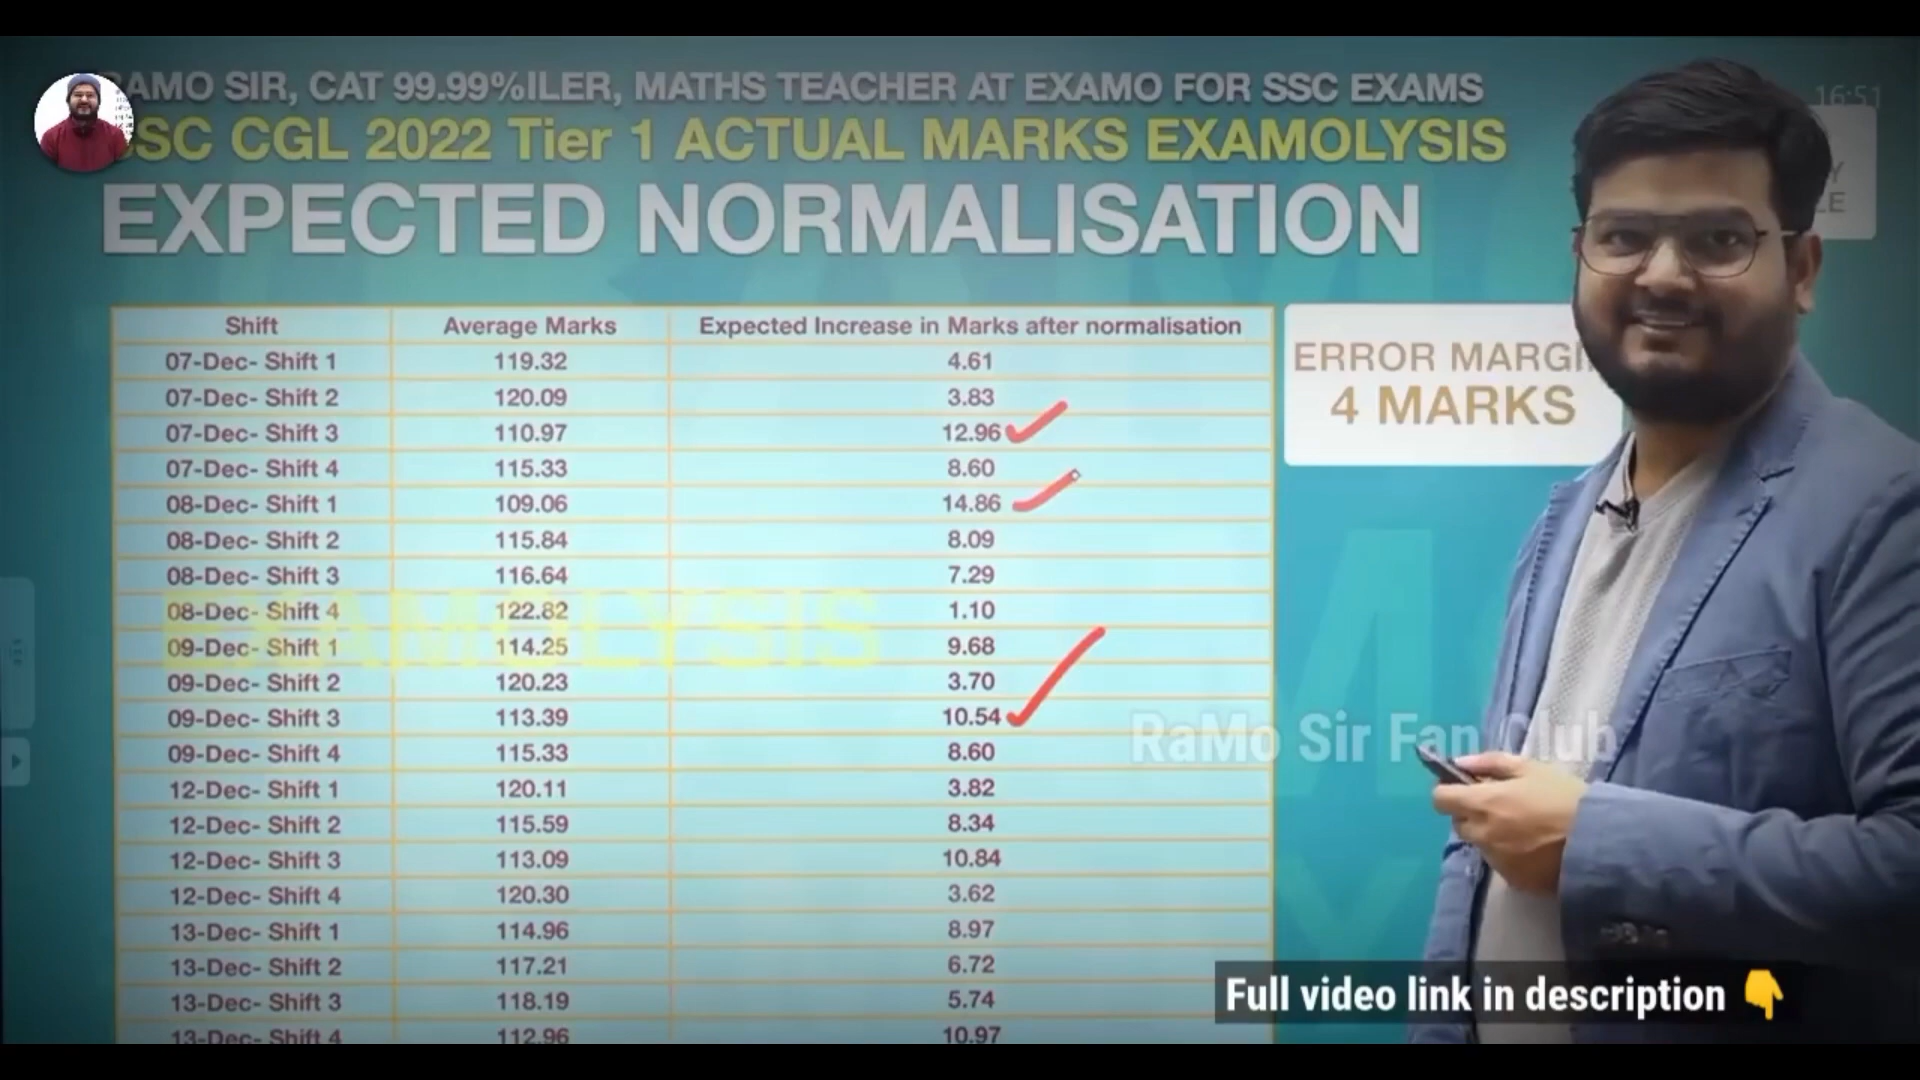 RAMO SIR, CAT 99.99%ILER, MATHS TEACHER AT EXAMO FOR SSC EXAMS
16:51
SSC CGL 2022 Tier 1 ACTUAL MARKS EXAMOLYSIS
EXPECTED NORMALISATION
Shift Average Marks Expected Increase in Marks after normalisation
07-Dec- Shift 1 119.32 4.61
07-Dec- Shift 2 120.09 3.83
07-Dec- Shift 3 110.97 12.96
07-Dec- Shift 4 115.33 8.60
08-Dec- Shift 1 109.06 14.86
08-Dec- Shift 2 115.84 8.09
08-Dec- Shift 3 116.64 7.29
08-Dec- Shift 4 122.82 1.10
09-Dec- Shift 1 114.25 9.68
09-Dec- Shift 2 120.23 3.70
09-Dec- Shift 3 113.39 10.54
09-Dec- Shift 4 115.33 8.60
12-Dec- Shift 1 120.11 3.82
12-Dec- Shift 2 115.59 8.34
12-Dec- Shift 3 113.09 10.84
12-Dec- Shift 4 120.30 3.62
13-Dec- Shift 1 114.96 8.97
13-Dec- Shift 2 117.21 6.72
13-Dec- Shift 3 118.19 5.74
13-Dec- Shift 4 112.96 10.97
EXAMOLYSIS
ERROR MARGI
4 MARKS
RaMo Sir Fan Club
Full video link in description